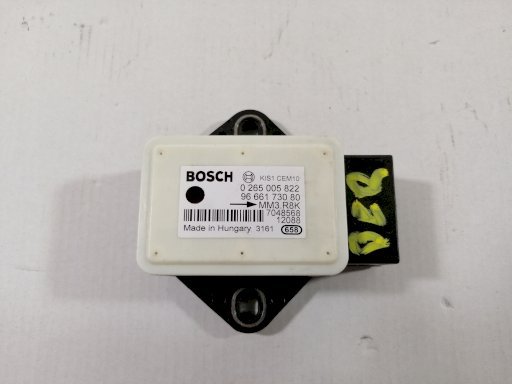 BOSCH KIS1 CEM10
0 265 005 822
96 661 730 80
MM3.R8K
7048568
12088
Made in Hungary 3161 658